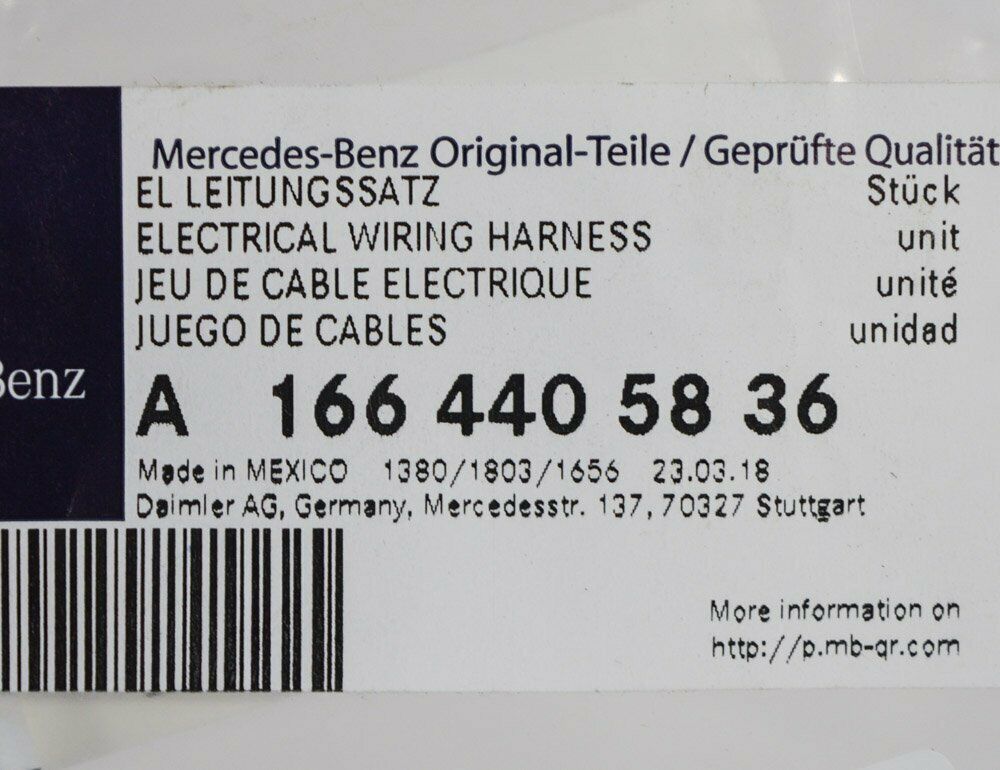 Mercedes-Benz Original-Teile / Geprüfte Qualität
EL LEITUNGSSATZ Stück
ELECTRICAL WIRING HARNESS unit
JEU DE CABLE ELECTRIQUE unité
JUEGO DE CABLES unidad
Benz
A 166 440 58 36
Made in MEXICO 1380/1803/1656 23.03.18
Daimler AG, Germany, Mercedesstr. 137, 70327 Stuttgart
More information on
http://p.mb-qr.com